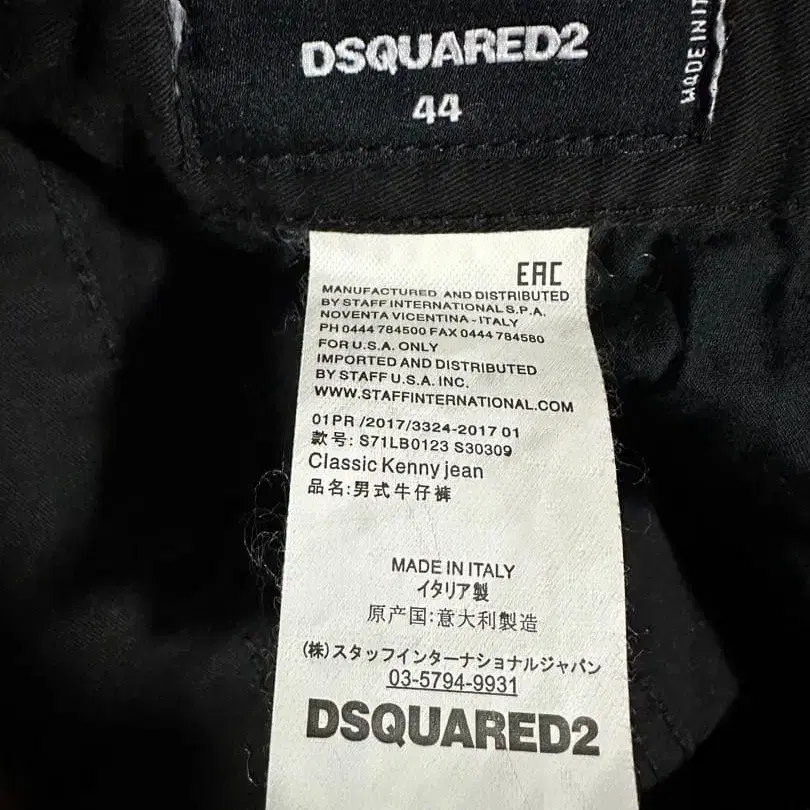 DSQUARED2
44
MADE IN IT
EAC
MANUFACTURED AND DISTRIBUTED
BY STAFF INTERNATIONAL S.P.A.
NOVENTA VICENTINA - ITALY
PH 0444 784500 FAX 0444 784580
FOR U.S.A. ONLY
IMPORTED AND DISTRIBUTED
BY STAFF U.S.A. INC.
WWW.STAFFINTERNATIONAL.COM
01PR /2017/3324-2017 01
款号: S71LB0123 S30309
Classic Kenny jean
品名:男式牛仔裤
MADE IN ITALY
イタリア製
原产国:意大利製造
(株)スタッフインターナショナルジャパン
03-5794-9931
DSQUARED2